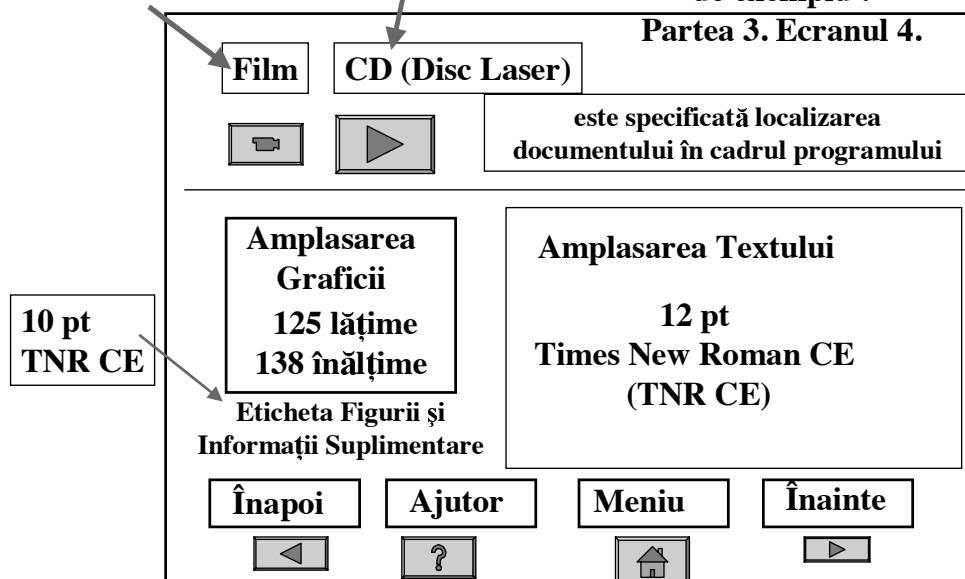 Partea 3. Ecranul 4.
Film
CD (Disc Laser)
este specificată localizarea
documentului în cadrul programului
Amplasarea
Graficii
125 lățime
138 înălțime
Amplasarea Textului
12 pt
Times New Roman CE
(TNR CE)
10 pt
TNR CE
Eticheta Figurii și
Informații Suplimentare
Înapoi
Ajutor
Meniu
Înainte
?